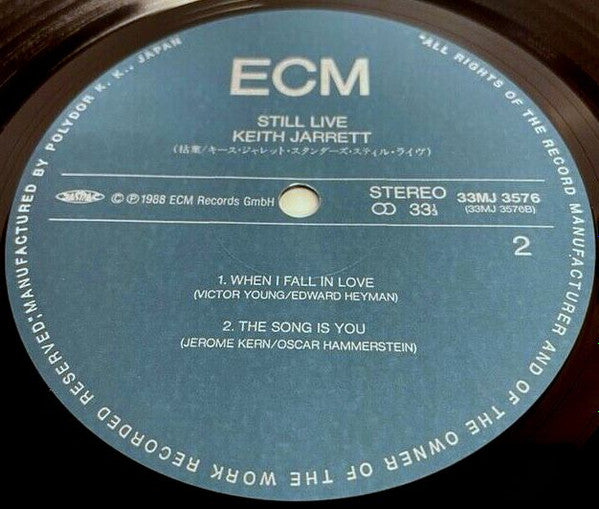 ECM
STILL LIVE
KEITH JARRETT
(枯葉/キース・ジャレット・スタンダーズ・スティル・ライヴ)
JASRAC © ℗ 1988 ECM Records GmbH
STEREO 33MJ 3576
33⅓ (33MJ 3576B)
2
1. WHEN I FALL IN LOVE
(VICTOR YOUNG/EDWARD HEYMAN)
2. THE SONG IS YOU
(JEROME KERN/OSCAR HAMMERSTEIN)
*ALL RIGHTS OF THE RECORD MANUFACTURER AND OF THE OWNER OF THE WORK RECORDED RESERVED: MANUFACTURED BY POLYDOR K. K., JAPAN